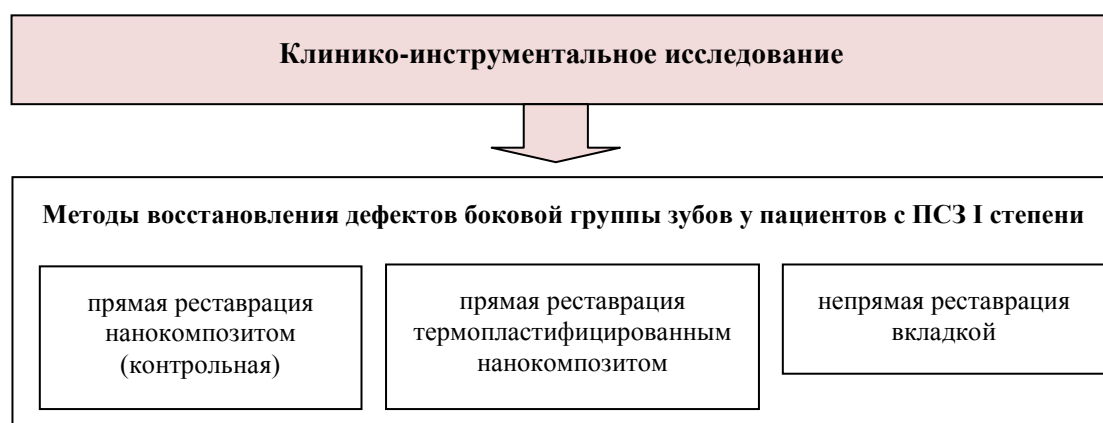 Клинико-инструментальное исследование
Методы восстановления дефектов боковой группы зубов у пациентов с ПСЗ I степени
прямая реставрация
нанокомпозитом
(контрольная)
прямая реставрация
термопластифицированным
нанокомпозитом
непрямая реставрация
вкладкой